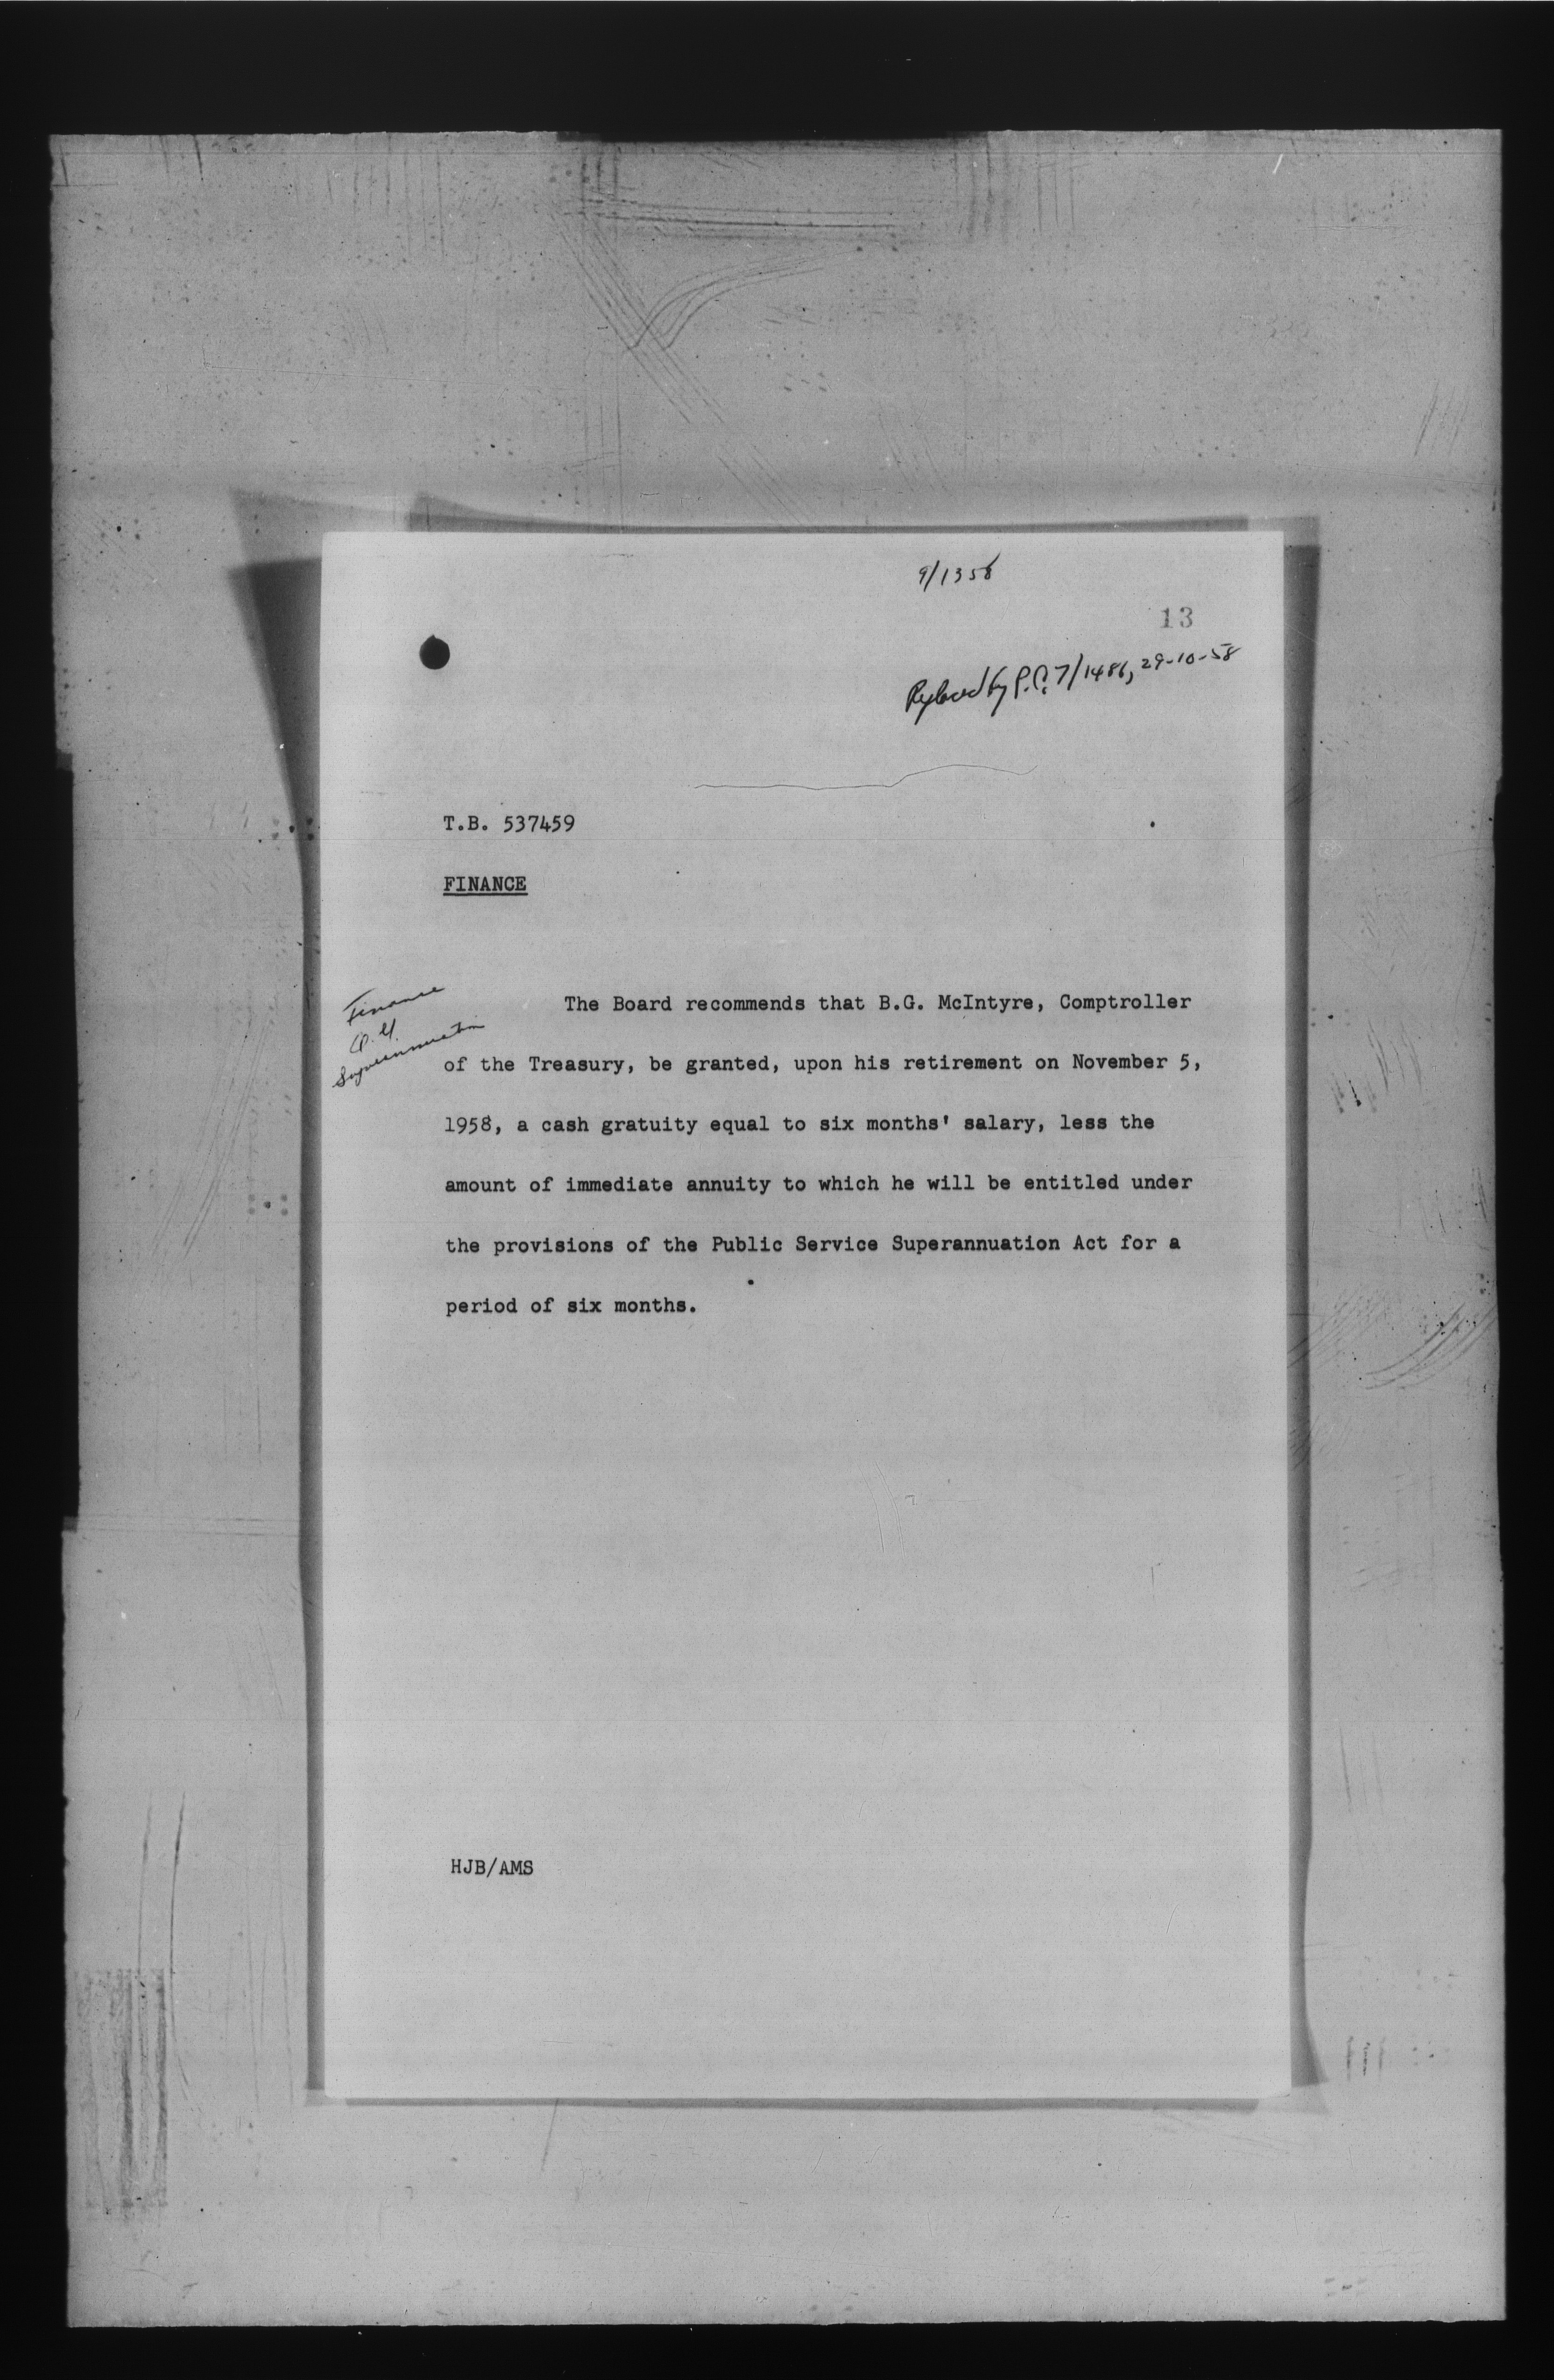 9/1358
13
Replaced by P.C. 7/1486, 29-10-58
T.B. 537459
FINANCE
Finance
Superannuation
The Board recommends that B.G. McIntyre, Comptroller
of the Treasury, be granted, upon his retirement on November 5,
1958, a cash gratuity equal to six months' salary, less the
amount of immediate annuity to which he will be entitled under
the provisions of the Public Service Superannuation Act for a
period of six months.
HJB/AMS